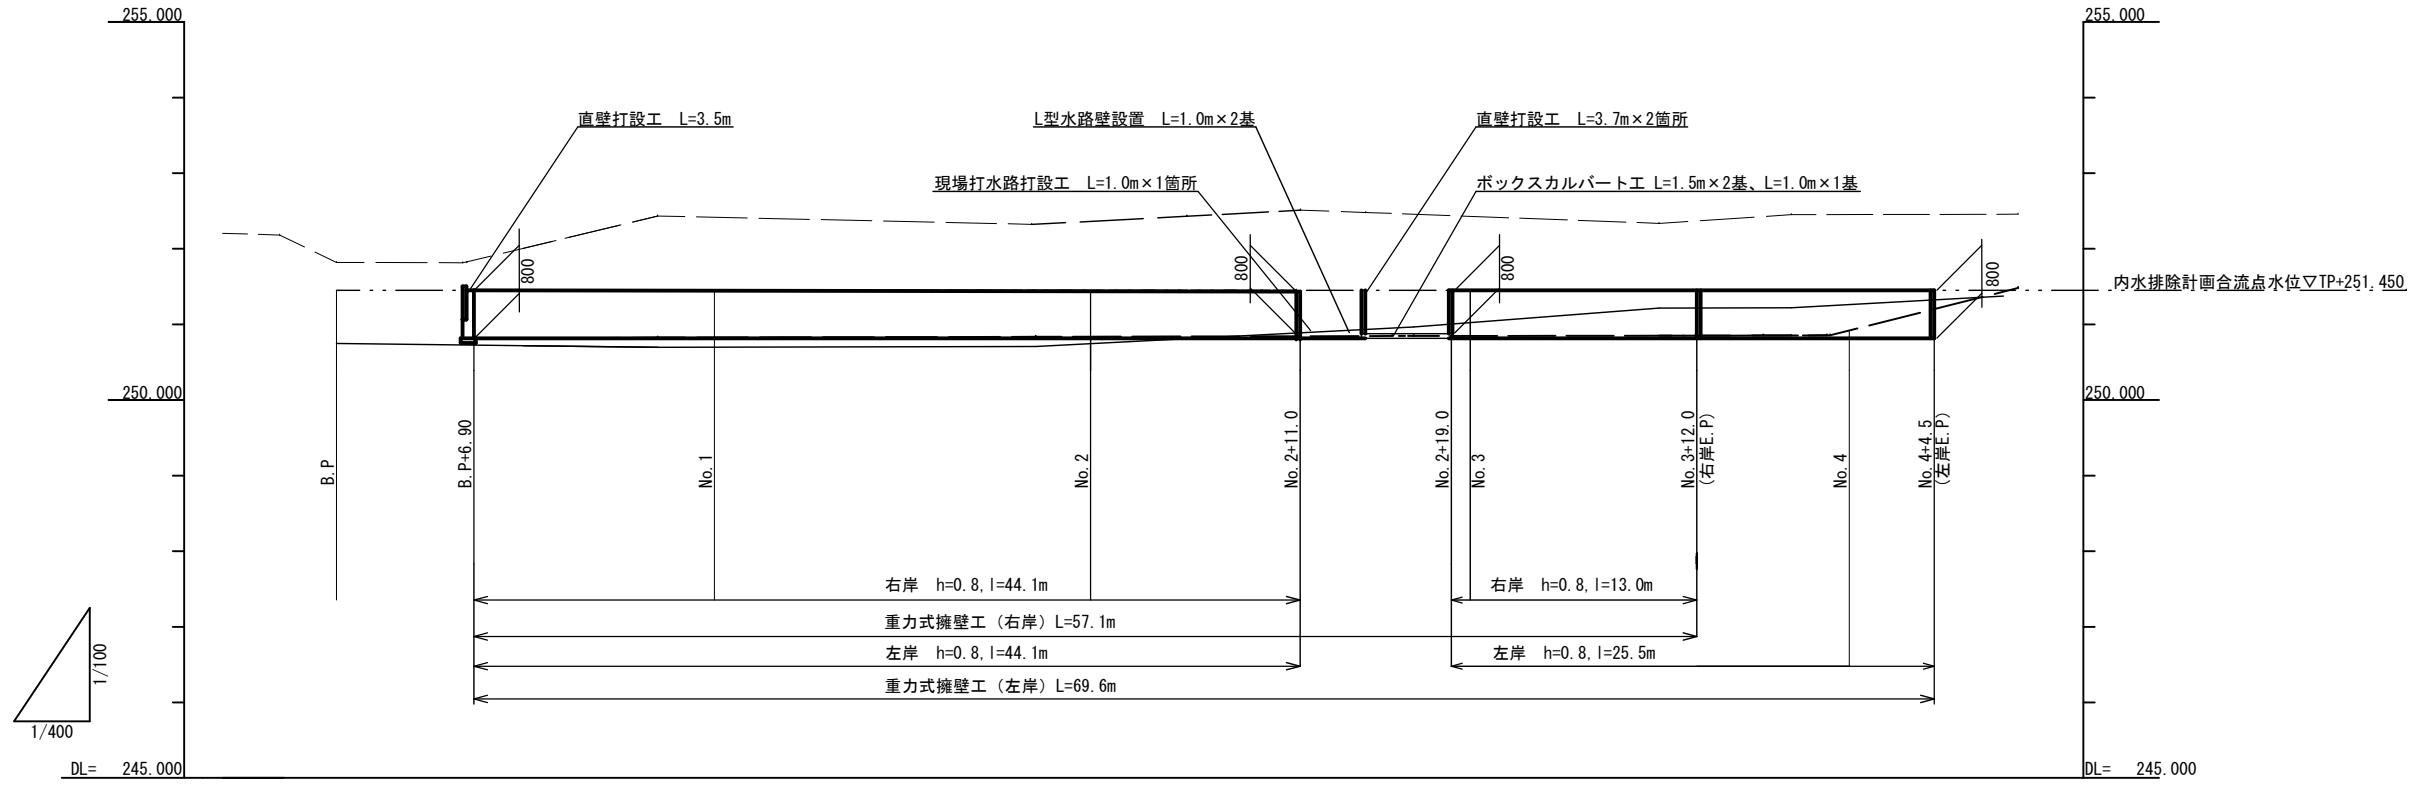 255.000
255.000
直壁打設工　L=3.5m
L型水路壁設置　L=1.0m×2基
直壁打設工　L=3.7m×2箇所
現場打水路打設工　L=1.0m×1箇所
ボックスカルバート工 L=1.5m×2基、L=1.0m×1基
800
800
800
800
内水排除計画合流点水位▽TP+251.450
250.000
250.000
B.P
B.P+6.90
No.1
No.2
No.2+11.0
No.2+19.0
No.3
No.3+12.0
(右岸E.P)
No.4
No.4+4.5
(左岸E.P)
右岸　h=0.8,l=44.1m
右岸　h=0.8,l=13.0m
重力式擁壁工（右岸）L=57.1m
左岸　h=0.8,l=44.1m
左岸　h=0.8,l=25.5m
重力式擁壁工（左岸）L=69.6m
1/100
1/400
DL=　245.000
DL=　245.000